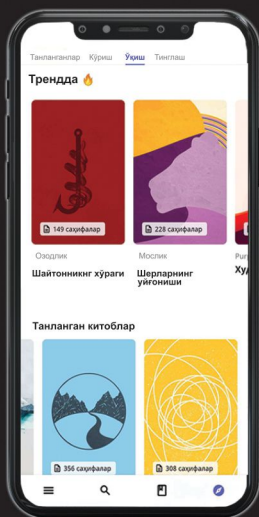 Танланганлар Кўриш Ўқиш Тинглаш
Трендда 🔥
149 саҳифалар
228 саҳифалар
Озодлик
Мослик
Шайтонникнг хўраги
Шерларнинг
уйғониши
Танланган китоблар
356 саҳифалар
308 саҳифалар